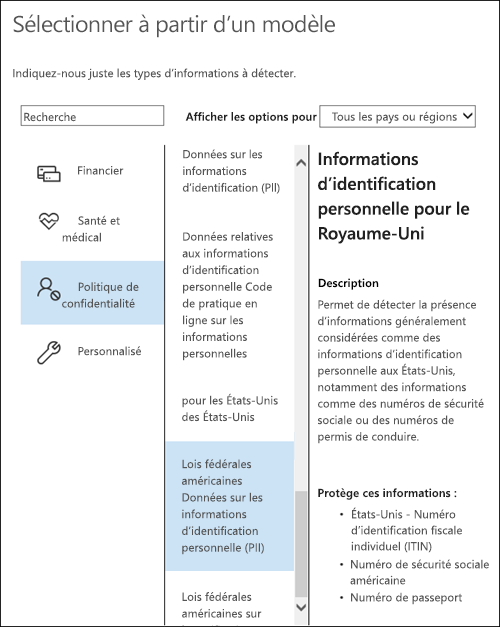 Sélectionner à partir d’un modèle
Indiquez-nous juste les types d’informations à détecter.
Recherche
Afficher les options pour
Tous les pays ou régions
Financier
Santé et
médical
Politique de
confidentialité
Personnalisé
Données sur les
informations
d’identification (PII)
Données relatives
aux informations
d’identification
personnelle Code
de pratique en
ligne sur les
informations
personnelles
pour les États-Unis
des États-Unis
Lois fédérales
américaines
Données sur les
informations
d’identification
personnelle (PII)
Lois fédérales
américaines sur
Informations
d’identification
personnelle pour le
Royaume-Uni
Description
Permet de détecter la présence
d’informations généralement
considérées comme des
informations d’identification
personnelle aux États-Unis,
notamment des informations
comme des numéros de sécurité
sociale ou des numéros de
permis de conduire.
Protège ces informations :
• États-Unis - Numéro
d’identification fiscale
individuel (ITIN)
• Numéro de sécurité sociale
américaine
• Numéro de passeport